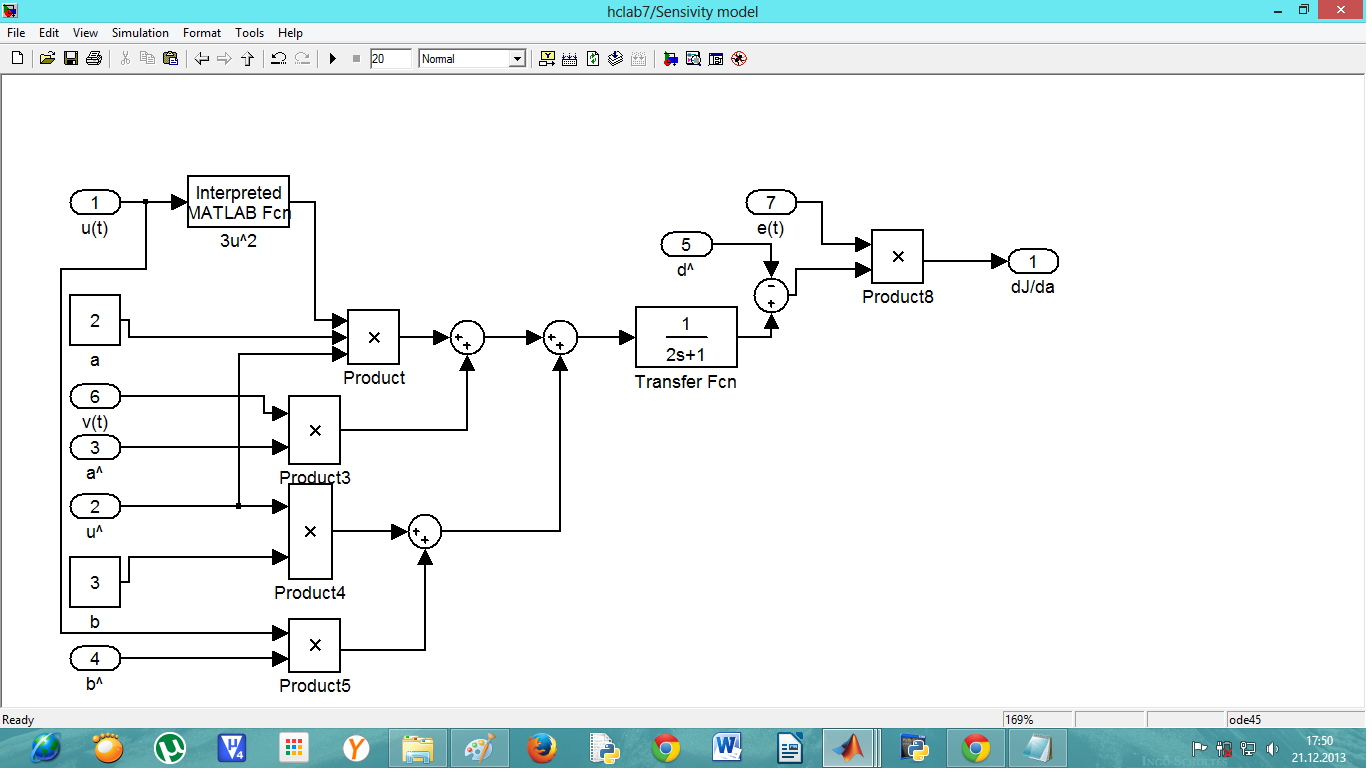 hclab7/Sensivity model
File Edit View Simulation Format Tools Help
20 Normal
1
u(t)
Interpreted
MATLAB Fcn
3u^2
7
e(t)
5
d^
×
Product8
1
dJ/da
-
+
2
a
×
Product
+
+
+
+
1
2s+1
Transfer Fcn
6
v(t)
3
a^
×
Product3
2
u^
×
Product4
+
+
3
b
4
b^
×
Product5
Ready 169% ode45
17:50
21.12.2013